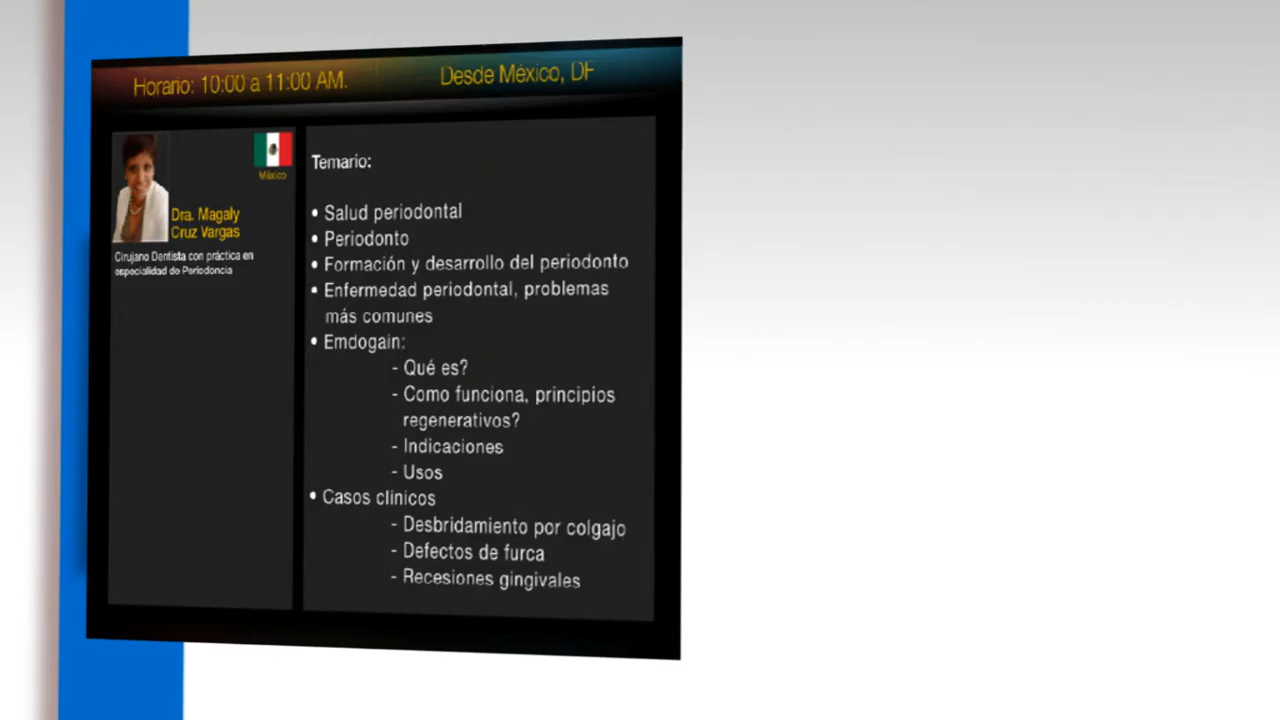 Horario: 10:00 a 11:00 AM.
Desde México, DF
México
Dra. Magaly
Cruz Vargas
Cirujano Dentista con práctica en
especialidad de Periodoncia
Temario:
• Salud periodontal
• Periodonto
• Formación y desarrollo del periodonto
• Enfermedad periodontal, problemas
más comunes
• Emdogain:
- Qué es?
- Como funciona, principios
regenerativos?
- Indicaciones
- Usos
• Casos clínicos
- Desbridamiento por colgajo
- Defectos de furca
- Recesiones gingivales